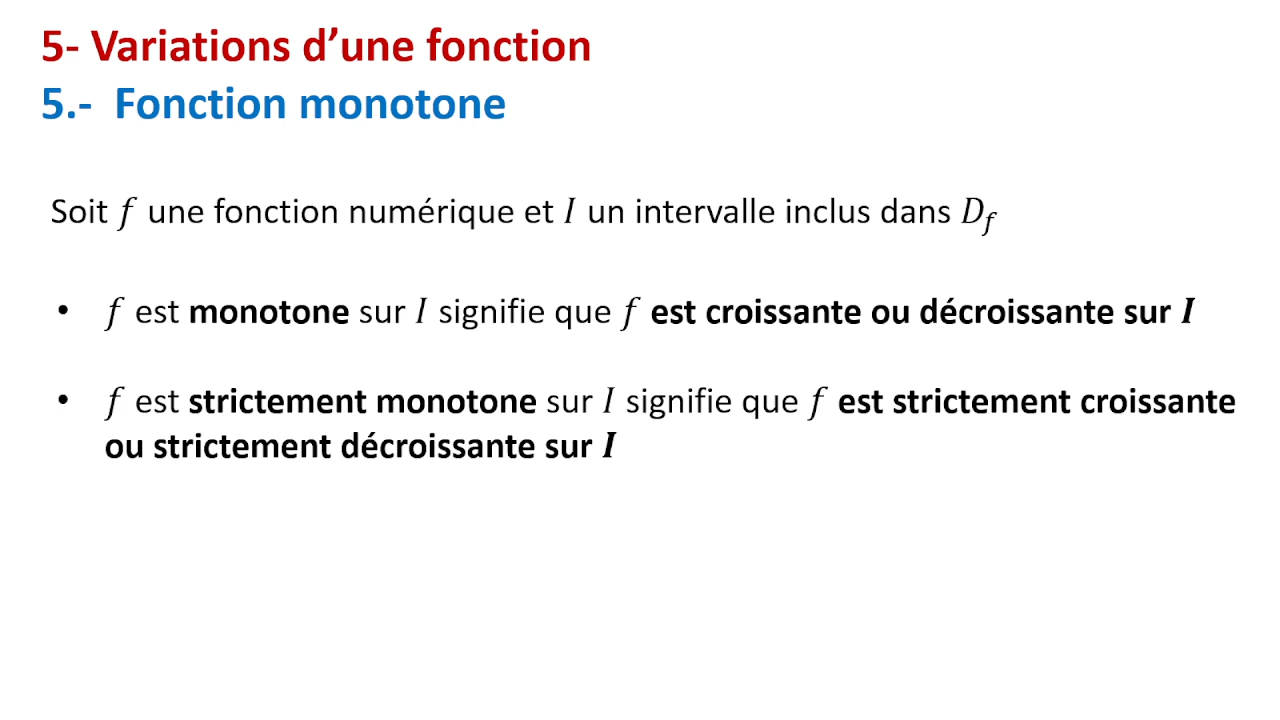 5- Variations d’une fonction
5.- Fonction monotone
Soit f une fonction numérique et I un intervalle inclus dans D_f
• f est monotone sur I signifie que f est croissante ou décroissante sur I
• f est strictement monotone sur I signifie que f est strictement croissante
ou strictement décroissante sur I